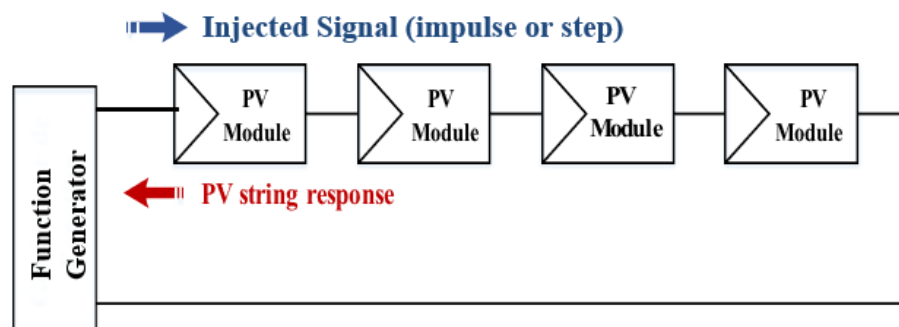 Injected Signal (impulse or step)
PV
Module
PV
Module
PV
Module
PV
Module
PV string response
Function
Generator